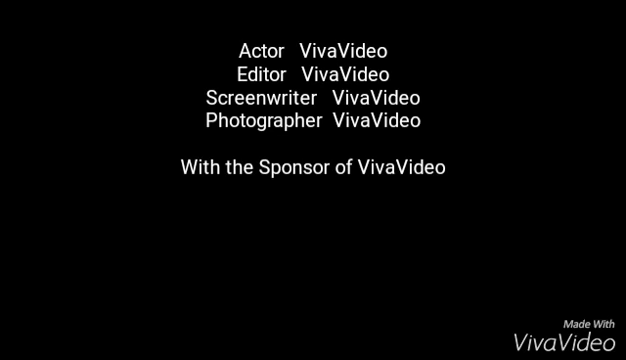 Actor VivaVideo
Editor VivaVideo
Screenwriter VivaVideo
Photographer VivaVideo
With the Sponsor of VivaVideo
Made With
VivaVideo